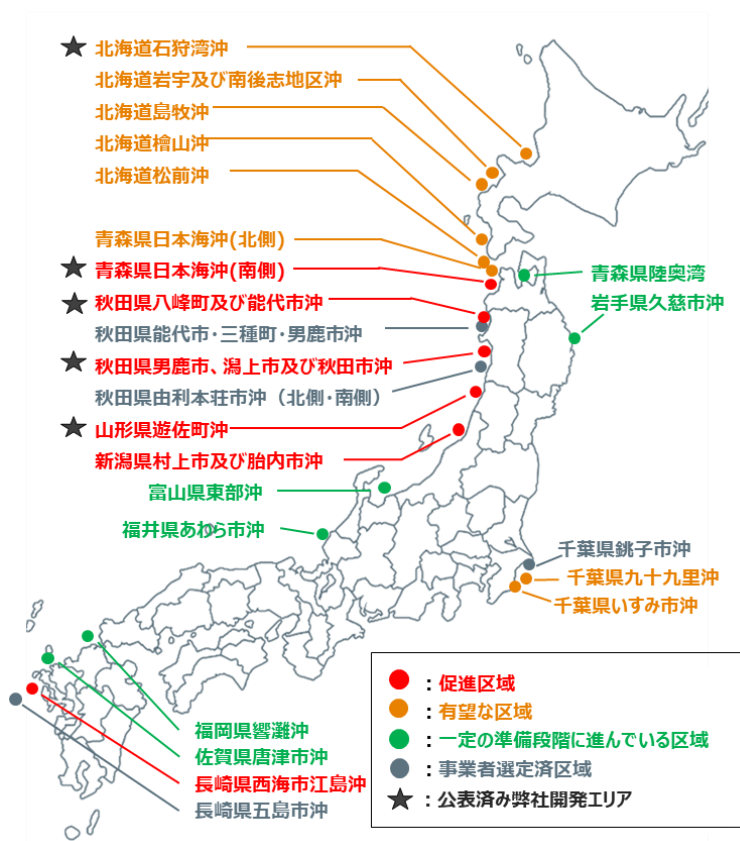 ★ 北海道石狩湾沖
北海道岩宇及び南後志地区沖
北海道島牧沖
北海道檜山沖
北海道松前沖
青森県日本海沖(北側)
★ 青森県日本海沖(南側)
青森県陸奥湾
★ 秋田県八峰町及び能代市沖
岩手県久慈市沖
秋田県能代市・三種町・男鹿市沖
★ 秋田県男鹿市、潟上市及び秋田市沖
秋田県由利本荘市沖（北側・南側）
★ 山形県遊佐町沖
新潟県村上市及び胎内市沖
富山県東部沖
福井県あわら市沖
千葉県銚子市沖
千葉県九十九里沖
千葉県いすみ市沖
福岡県響灘沖
佐賀県唐津市沖
長崎県西海市江島沖
長崎県五島市沖
：促進区域
：有望な区域
：一定の準備段階に進んでいる区域
：事業者選定済区域
★：公表済み弊社開発エリア